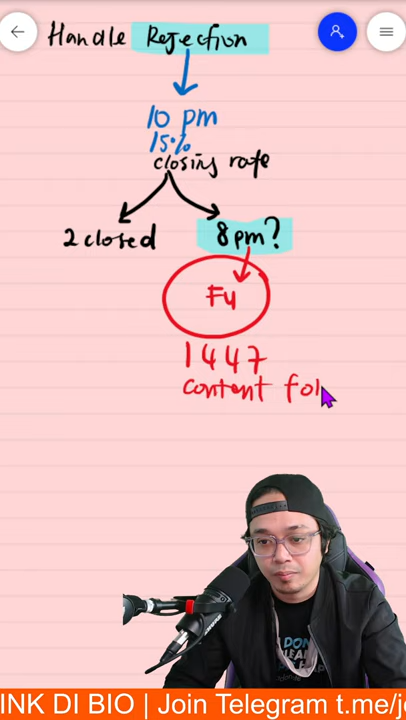 Handle Rejection
10 pm
15%
closing rate
2 closed
8 pm?
Fu
1447
content fol
INK DI BIO | Join Telegram t.me/j